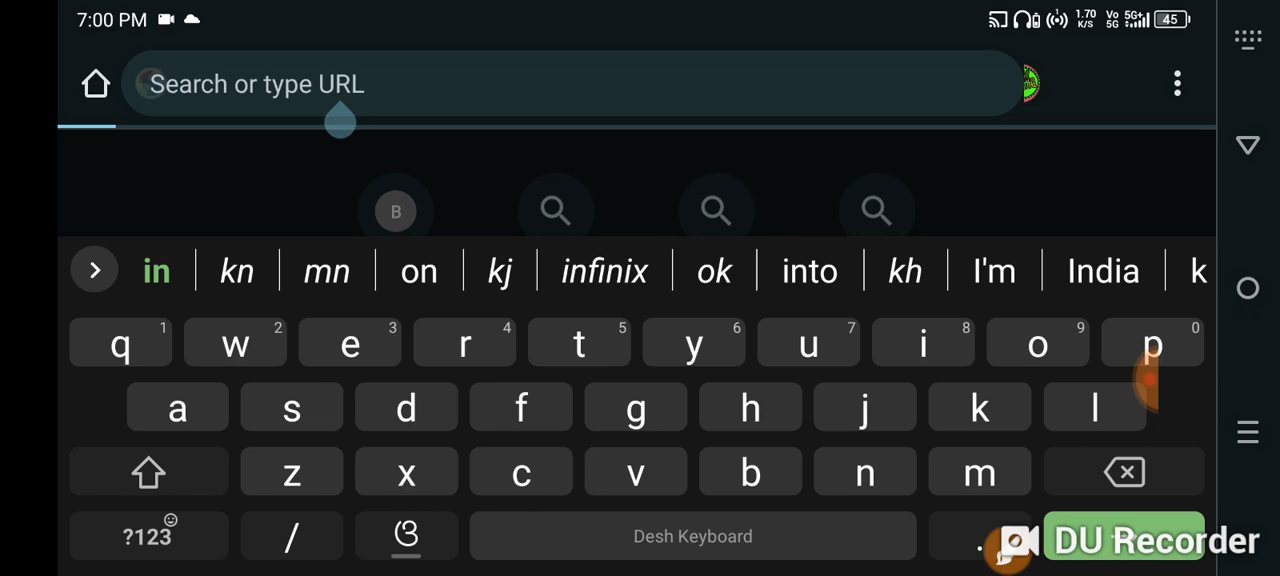 7:00 PM 1.70 K/S Vo 5G 5G+ 45
Search or type URL
B
in kn mn on kj infinix ok into kh I'm India k
q 1 w 2 e 3 r 4 t 5 y 6 u 7 i 8 o 9 p 0
a s d f g h j k l
z x c v b n m
?123 / ও Desh Keyboard .
DU Recorder